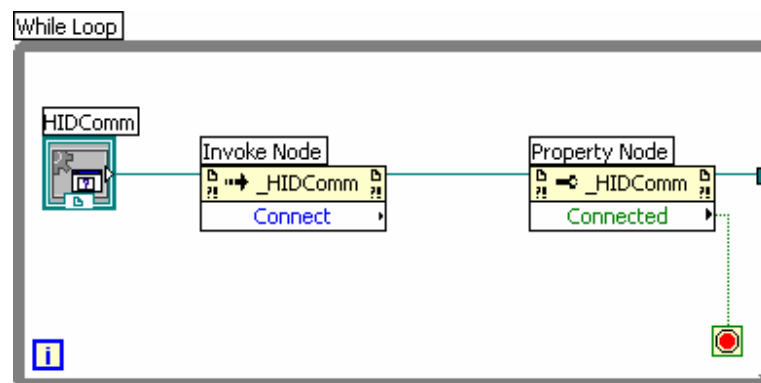 While Loop
HIDComm
Invoke Node
_HIDComm
Connect
Property Node
_HIDComm
Connected
i